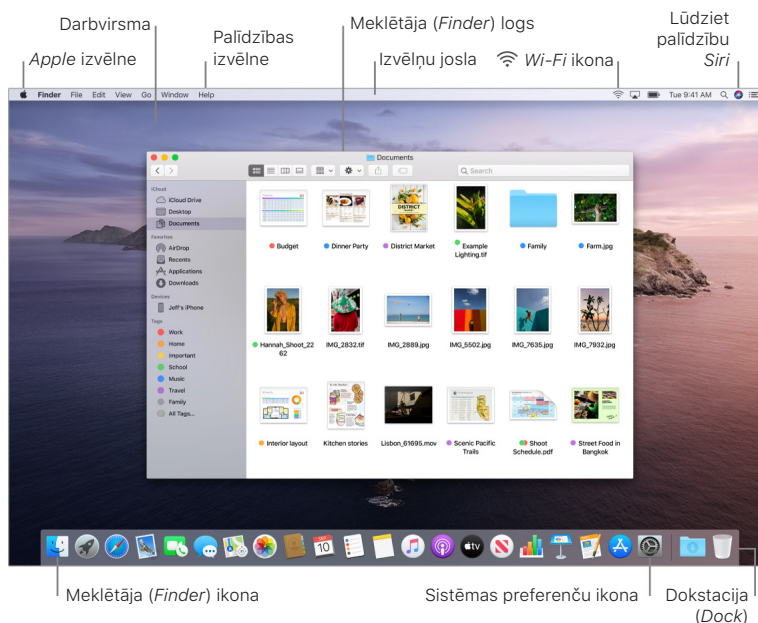 Darbvirsma
Meklētāja (Finder) logs
Lūdziet
palīdzību
Siri
Palīdzības
izvēlne
Apple izvēlne
Izvēlņu josla
Wi-Fi ikona
Finder File Edit View Go Window Help
Tue 9:41 AM
Documents
Search
iCloud
iCloud Drive
Desktop
Documents
Favorites
AirDrop
Recents
Applications
Downloads
Devices
Jeff's iPhone
Tags
Work
Home
Important
School
Music
Travel
Family
All Tags...
DISTRICT
Budget
Dinner Party
District Market
Example
Lighting.tif
Family
Farm.jpg
Hannah_Shoot_22
62
IMG_2832.tif
IMG_2889.jpg
IMG_5502.jpg
IMG_7635.jpg
IMG_7932.jpg
Interior layout
Kitchen stories
Lisbon_61695.mov
Scenic Pacific
Trails
Shoot
Schedule.pdf
Street Food in
Bangkok
10
tv
Meklētāja (Finder) ikona
Sistēmas preferenču ikona
Dokstacija
(Dock)